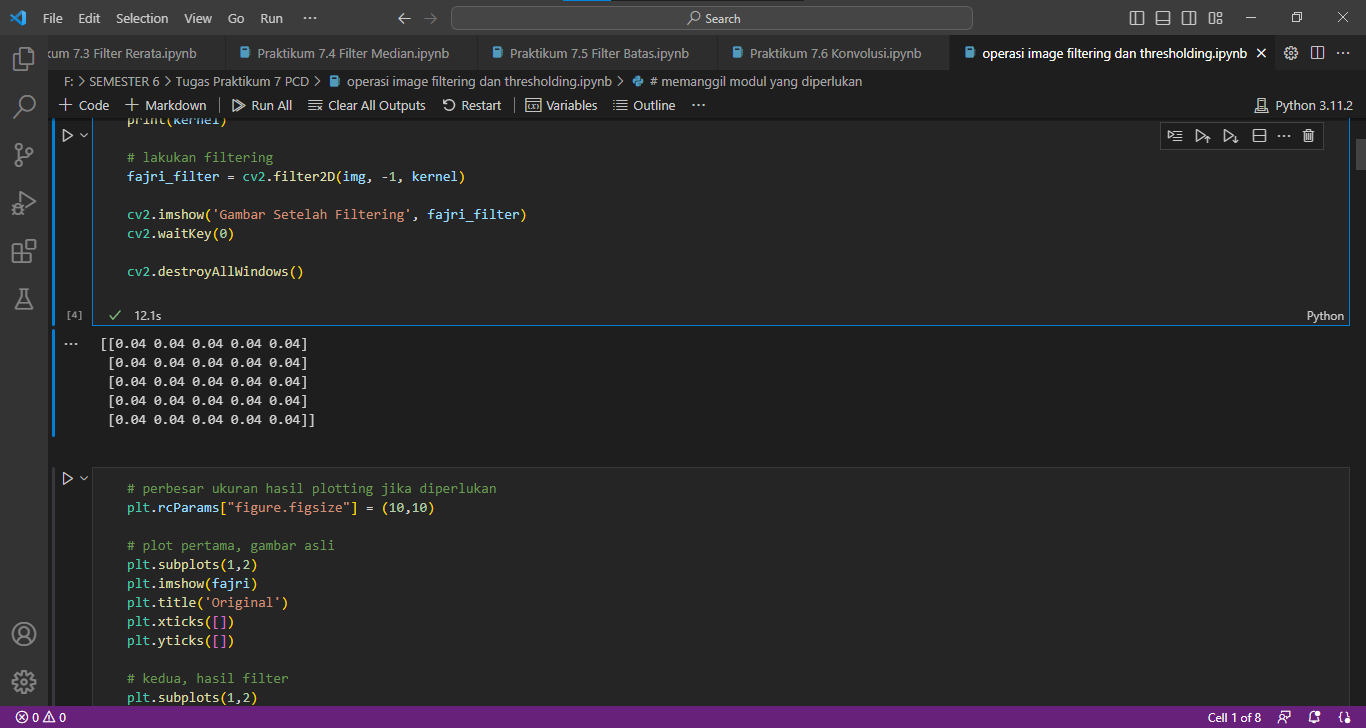 File Edit Selection View Go Run ··· Search
kum 7.3 Filter Rerata.ipynb Praktikum 7.4 Filter Median.ipynb Praktikum 7.5 Filter Batas.ipynb Praktikum 7.6 Konvolusi.ipynb operasi image filtering dan thresholding.ipynb
F: > SEMESTER 6 > Tugas Praktikum 7 PCD > operasi image filtering dan thresholding.ipynb > # memanggil modul yang diperlukan
+ Code + Markdown Run All Clear All Outputs Restart Variables Outline ··· Python 3.11.2
print(kernel)
# lakukan filtering
fajri_filter = cv2.filter2D(img, -1, kernel)
cv2.imshow('Gambar Setelah Filtering', fajri_filter)
cv2.waitKey(0)
cv2.destroyAllWindows()
[4] 12.1s Python
[[0.04 0.04 0.04 0.04 0.04]
[0.04 0.04 0.04 0.04 0.04]
[0.04 0.04 0.04 0.04 0.04]
[0.04 0.04 0.04 0.04 0.04]
[0.04 0.04 0.04 0.04 0.04]]
# perbesar ukuran hasil plotting jika diperlukan
plt.rcParams["figure.figsize"] = (10,10)
# plot pertama, gambar asli
plt.subplots(1,2)
plt.imshow(fajri)
plt.title('Original')
plt.xticks([])
plt.yticks([])
# kedua, hasil filter
plt.subplots(1,2)
0 0 Cell 1 of 8